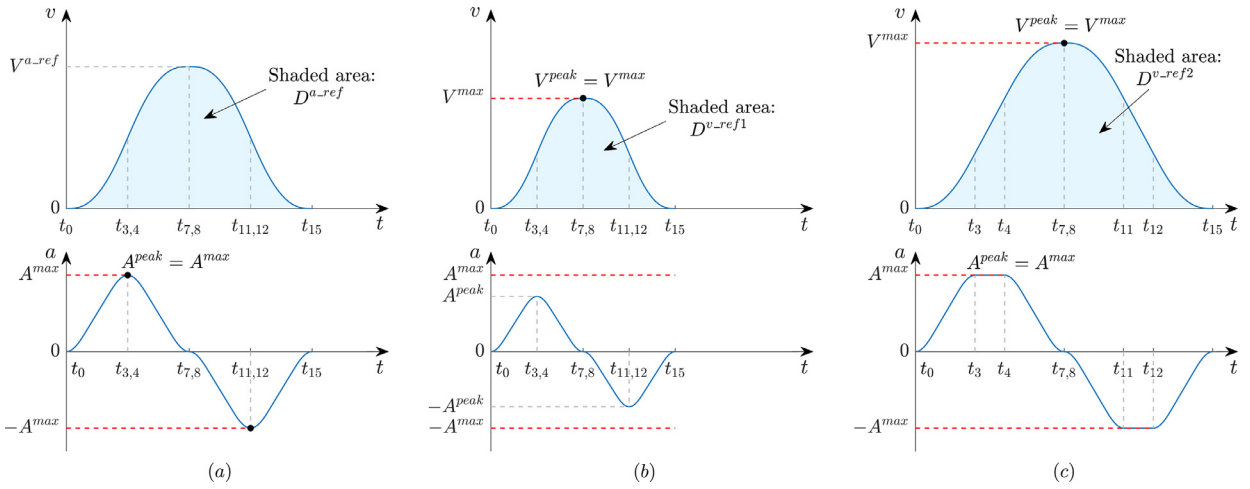 v
V^{a_ref}
Shaded area:
D^{a_ref}
0
t_0 t_{3,4} t_{7,8} t_{11,12} t_{15} t
a
A^{max}
A^{peak} = A^{max}
0
t_0 t_{3,4} t_{7,8} t_{11,12} t_{15} t
−A^{max}
(a)
v
V^{peak} = V^{max}
V^{max}
Shaded area:
D^{v_ref1}
0
t_0 t_{3,4} t_{7,8} t_{11,12} t_{15} t
a
A^{max}
A^{peak}
0
t_0 t_{3,4} t_{7,8} t_{11,12} t_{15} t
−A^{peak}
−A^{max}
(b)
v
V^{peak} = V^{max}
V^{max}
Shaded area:
D^{v_ref2}
0
t_0 t_3 t_4 t_{7,8} t_{11} t_{12} t_{15} t
a
A^{max}
A^{peak} = A^{max}
0
t_0 t_3 t_4 t_{7,8} t_{11} t_{12} t_{15} t
−A^{max}
(c)